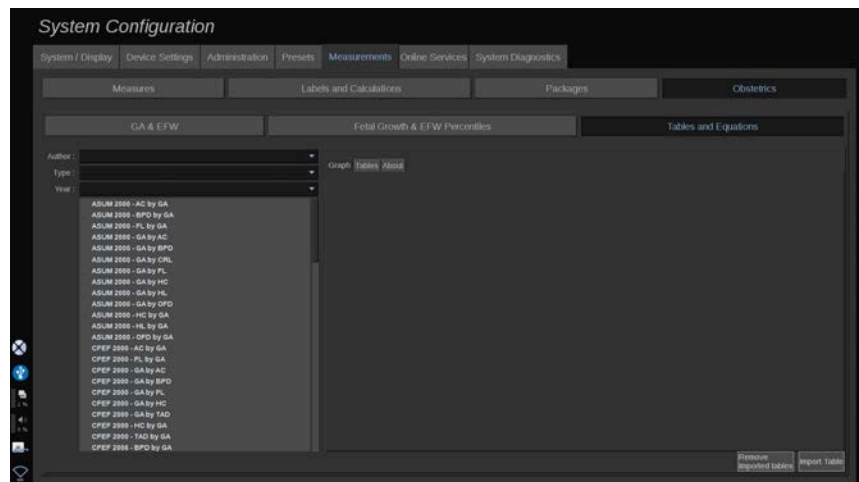 System Configuration
System / Display Device Settings Administration Presets Measurements Online Services System Diagnostics
Measures Labels and Calculations Packages Obstetrics
GA & EFW Fetal Growth & EFW Percentiles Tables and Equations
Author :
Type :
Year :
Graph Tables About
ASUM 2000 - AC by GA
ASUM 2000 - BPD by GA
ASUM 2000 - FL by GA
ASUM 2000 - GA by AC
ASUM 2000 - GA by BPD
ASUM 2000 - GA by CRL
ASUM 2000 - GA by FL
ASUM 2000 - GA by HC
ASUM 2000 - GA by HL
ASUM 2000 - GA by OFD
ASUM 2000 - HC by GA
ASUM 2000 - HL by GA
ASUM 2000 - OFD by GA
CFEF 2000 - AC by GA
CFEF 2000 - FL by GA
CFEF 2000 - GA by AC
CFEF 2000 - GA by BPD
CFEF 2000 - GA by FL
CFEF 2000 - GA by HC
CFEF 2000 - GA by TAD
CFEF 2000 - HC by GA
CFEF 2000 - TAD by GA
CFEF 2006 - BPD by GA
Remove
imported tables
Import Table